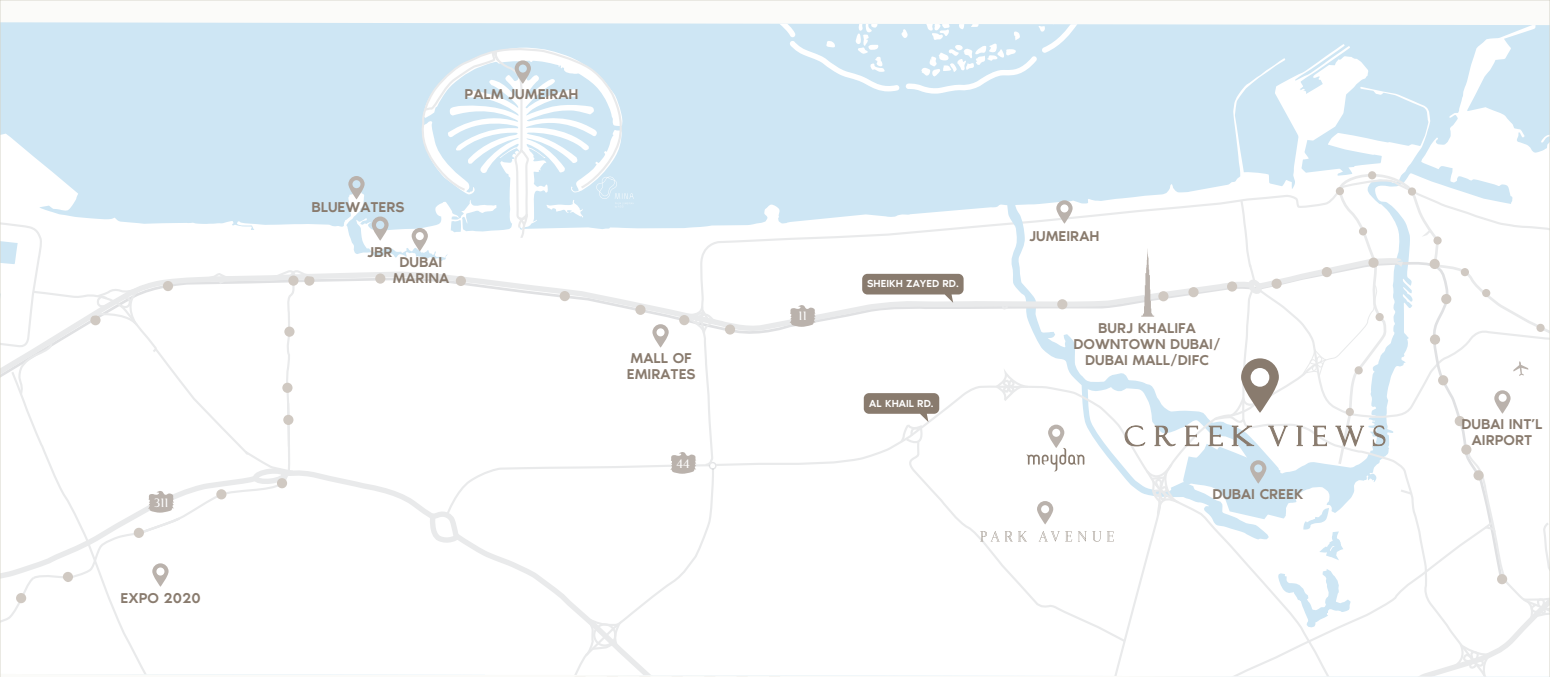 PALM JUMEIRAH
BLUEWATERS
JBR
DUBAI
MARINA
JUMEIRAH
SHEIKH ZAYED RD.
11
BURJ KHALIFA
DOWNTOWN DUBAI/
DUBAI MALL/DIFC
MALL OF
EMIRATES
AL KHAIL RD.
CREEK VIEWS
DUBAI INT'L
AIRPORT
meydan
44
DUBAI CREEK
311
PARK AVENUE
EXPO 2020